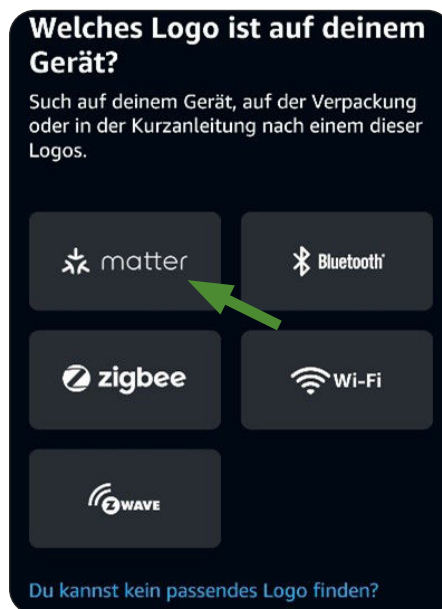 Welches Logo ist auf deinem
Gerät?
Such auf deinem Gerät, auf der Verpackung
oder in der Kurzanleitung nach einem dieser
Logos.
matter
Bluetooth
zigbee
Wi-Fi
Z WAVE
Du kannst kein passendes Logo finden?